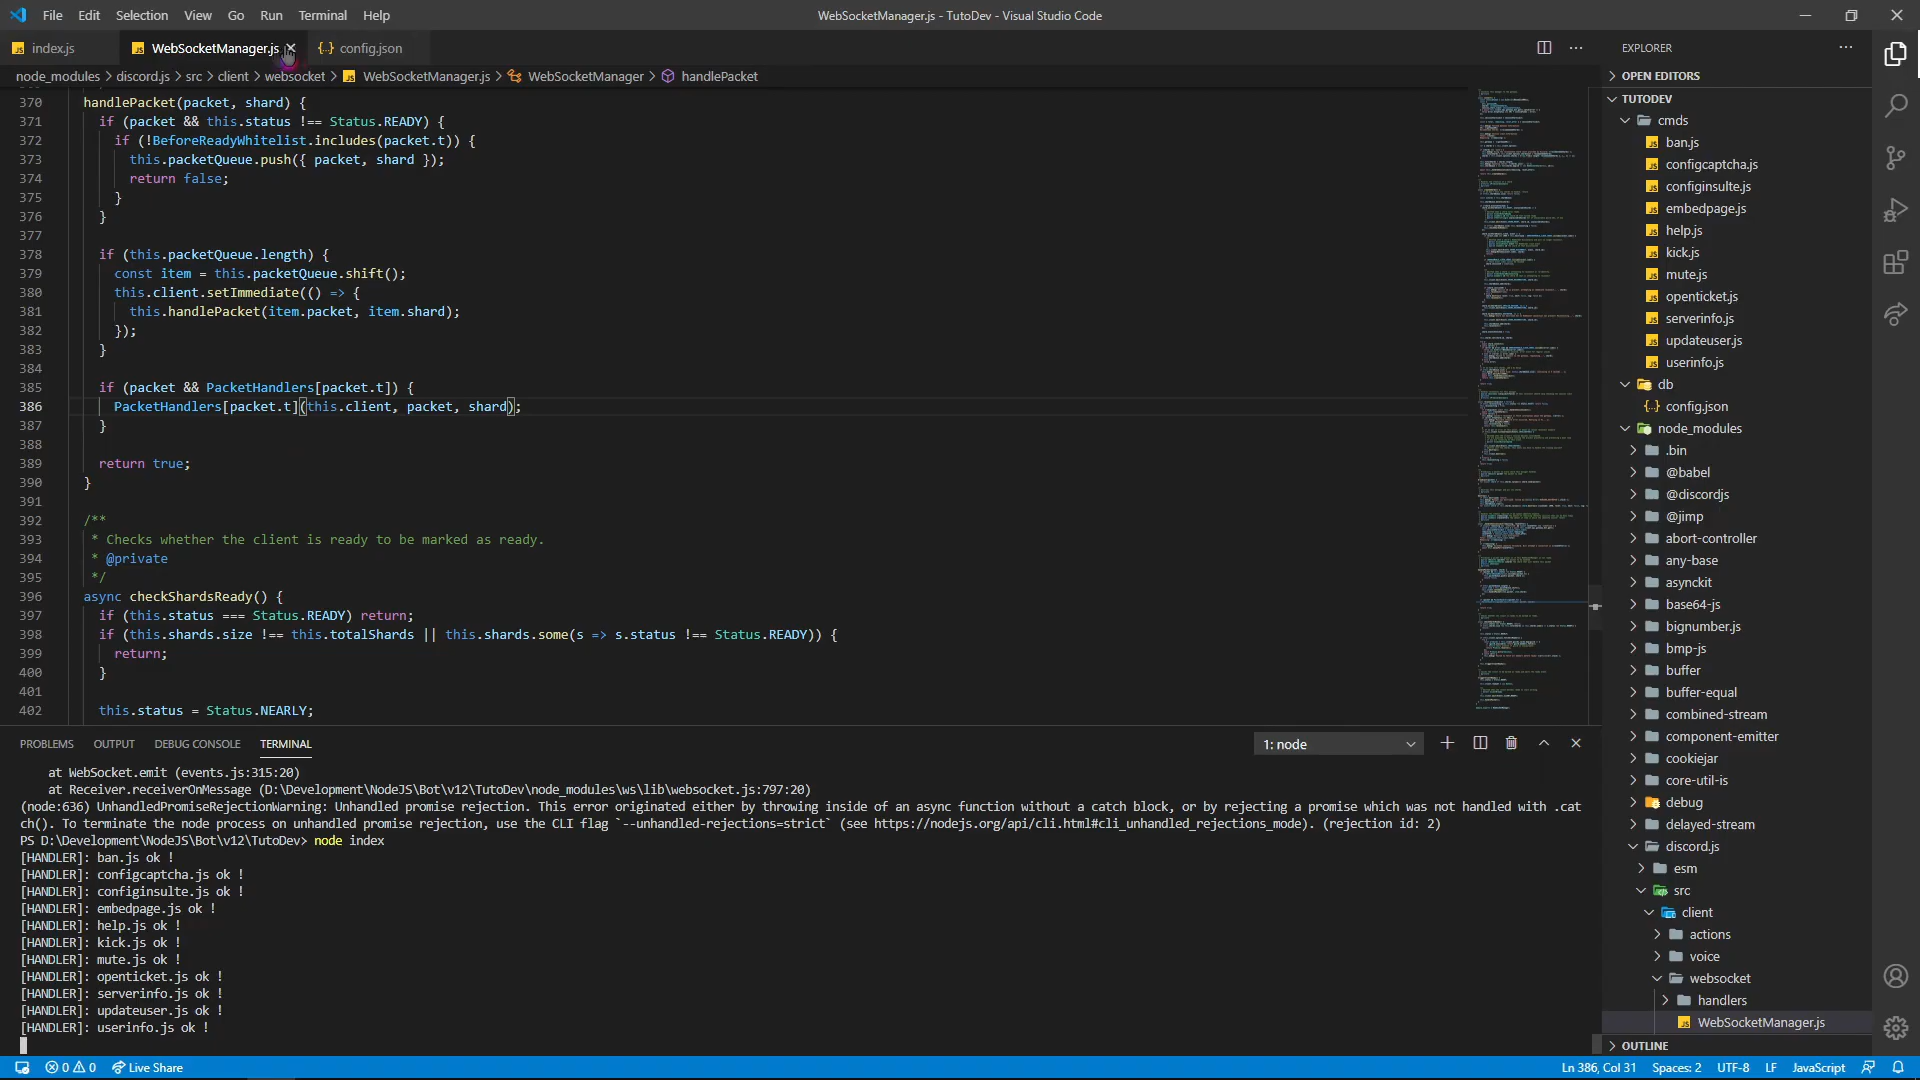 File Edit Selection View Go Run Terminal Help
WebSocketManager.js - TutoDev - Visual Studio Code
index.js
WebSocketManager.js
config.json
node_modules > discord.js > src > client > websocket > WebSocketManager.js > WebSocketManager > handlePacket
370 handlePacket(packet, shard) {
371 if (packet && this.status !== Status.READY) {
372 if (!BeforeReadyWhitelist.includes(packet.t)) {
373 this.packetQueue.push({ packet, shard });
374 return false;
375 }
376 }
377
378 if (this.packetQueue.length) {
379 const item = this.packetQueue.shift();
380 this.client.setImmediate(() => {
381 this.handlePacket(item.packet, item.shard);
382 });
383 }
384
385 if (packet && PacketHandlers[packet.t]) {
386 PacketHandlers[packet.t](this.client, packet, shard);
387 }
388
389 return true;
390 }
391
392 /**
393 * Checks whether the client is ready to be marked as ready.
394 * @private
395 */
396 async checkShardsReady() {
397 if (this.status === Status.READY) return;
398 if (this.shards.size !== this.totalShards || this.shards.some(s => s.status !== Status.READY)) {
399 return;
400 }
401
402 this.status = Status.NEARLY;
PROBLEMS OUTPUT DEBUG CONSOLE TERMINAL
1: node
at WebSocket.emit (events.js:315:20)
at Receiver.receiverOnMessage (D:\Development\NodeJS\Bot\v12\TutoDev\node_modules\ws\lib\websocket.js:797:20)
(node:636) UnhandledPromiseRejectionWarning: Unhandled promise rejection. This error originated either by throwing inside of an async function without a catch block, or by rejecting a promise which was not handled with .cat
ch(). To terminate the node process on unhandled promise rejection, use the CLI flag `--unhandled-rejections=strict` (see https://nodejs.org/api/cli.html#cli_unhandled_rejections_mode). (rejection id: 2)
PS D:\Development\NodeJS\Bot\v12\TutoDev> node index
[HANDLER]: ban.js ok !
[HANDLER]: configcaptcha.js ok !
[HANDLER]: configinsulte.js ok !
[HANDLER]: embedpage.js ok !
[HANDLER]: help.js ok !
[HANDLER]: kick.js ok !
[HANDLER]: mute.js ok !
[HANDLER]: openticket.js ok !
[HANDLER]: serverinfo.js ok !
[HANDLER]: updateuser.js ok !
[HANDLER]: userinfo.js ok !
EXPLORER
OPEN EDITORS
TUTODEV
cmds
ban.js
configcaptcha.js
configinsulte.js
embedpage.js
help.js
kick.js
mute.js
openticket.js
serverinfo.js
updateuser.js
userinfo.js
db
config.json
node_modules
.bin
@babel
@discordjs
@jimp
abort-controller
any-base
asynckit
base64-js
bignumber.js
bmp-js
buffer
buffer-equal
combined-stream
component-emitter
cookiejar
core-util-is
debug
delayed-stream
discord.js
esm
src
client
actions
voice
websocket
handlers
WebSocketManager.js
OUTLINE
0 0 Live Share
Ln 386, Col 31 Spaces: 2 UTF-8 LF JavaScript